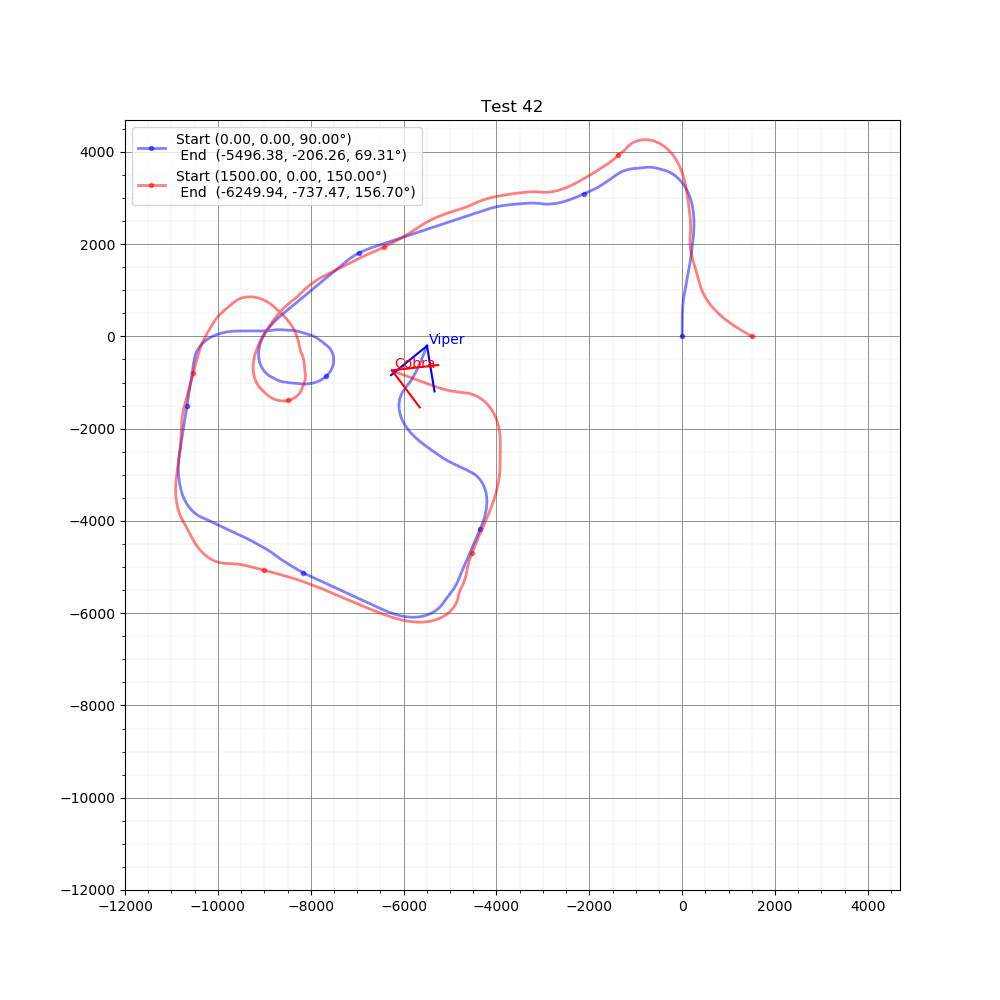 Test 42
Start (0.00, 0.00, 90.00°)
End  (-5496.38, -206.26, 69.31°)
Start (1500.00, 0.00, 150.00°)
End  (-6249.94, -737.47, 156.70°)
4000
2000
0
−2000
−4000
−6000
−8000
−10000
−12000
Viper
Cobra
−12000 −10000 −8000 −6000 −4000 −2000 0 2000 4000